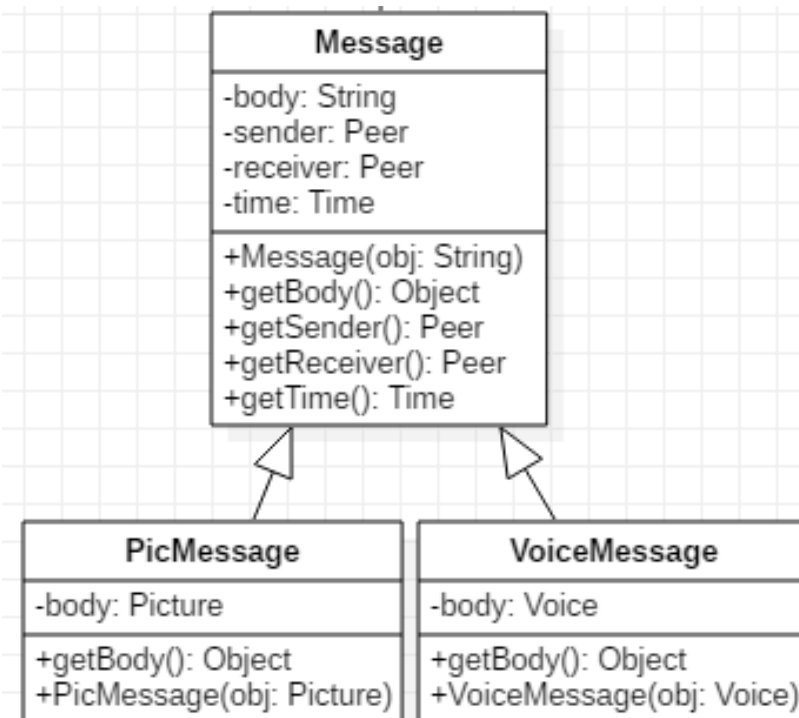 Message
-body: String
-sender: Peer
-receiver: Peer
-time: Time
+Message(obj: String)
+getBody(): Object
+getSender(): Peer
+getReceiver(): Peer
+getTime(): Time
PicMessage
-body: Picture
+getBody(): Object
+PicMessage(obj: Picture)
VoiceMessage
-body: Voice
+getBody(): Object
+VoiceMessage(obj: Voice)